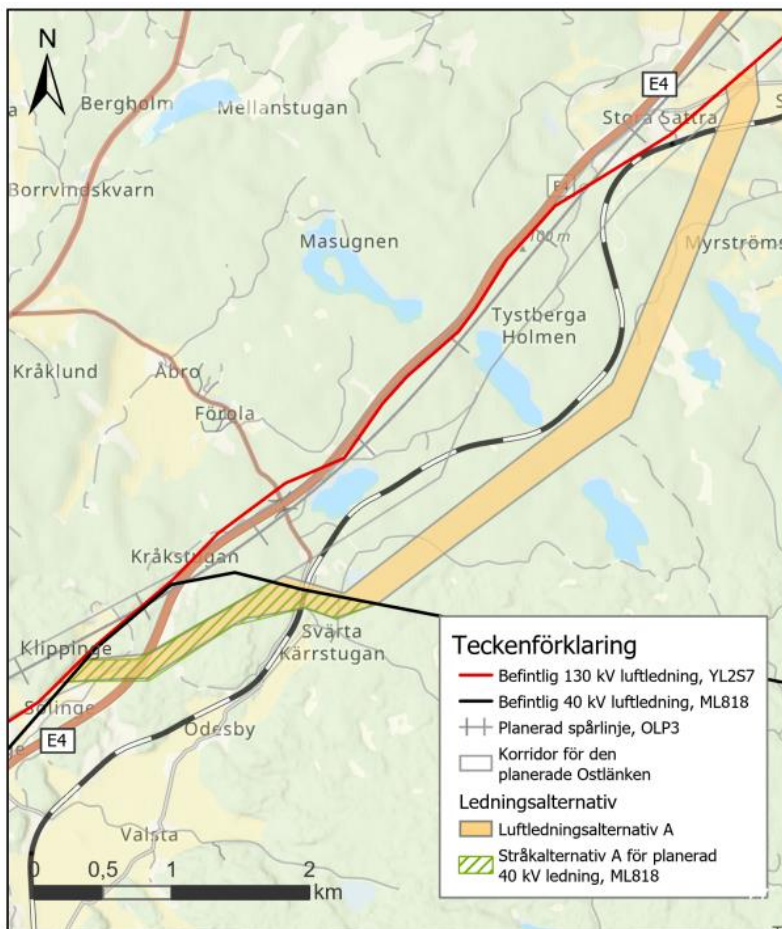 N
Bergholm
Mellanstugan
E4
Stora Sättra
Borrvindskvarn
E4
Masugnen
100 m
Myrströms
Tystberga
Holmen
Kråklund
Åbro
Förola
Kråkstugan
Klippinge
Svärta
Kärrstugan
Splinge
Ödesby
E4
Valsta
0 0,5 1 2
km
Teckenförklaring
Befintlig 130 kV luftledning, YL2S7
Befintlig 40 kV luftledning, ML818
Planerad spårlinje, OLP3
Korridor för den
planerade Ostlänken
Ledningsalternativ
Luftledningsalternativ A
Stråkalternativ A för planerad
40 kV ledning, ML818